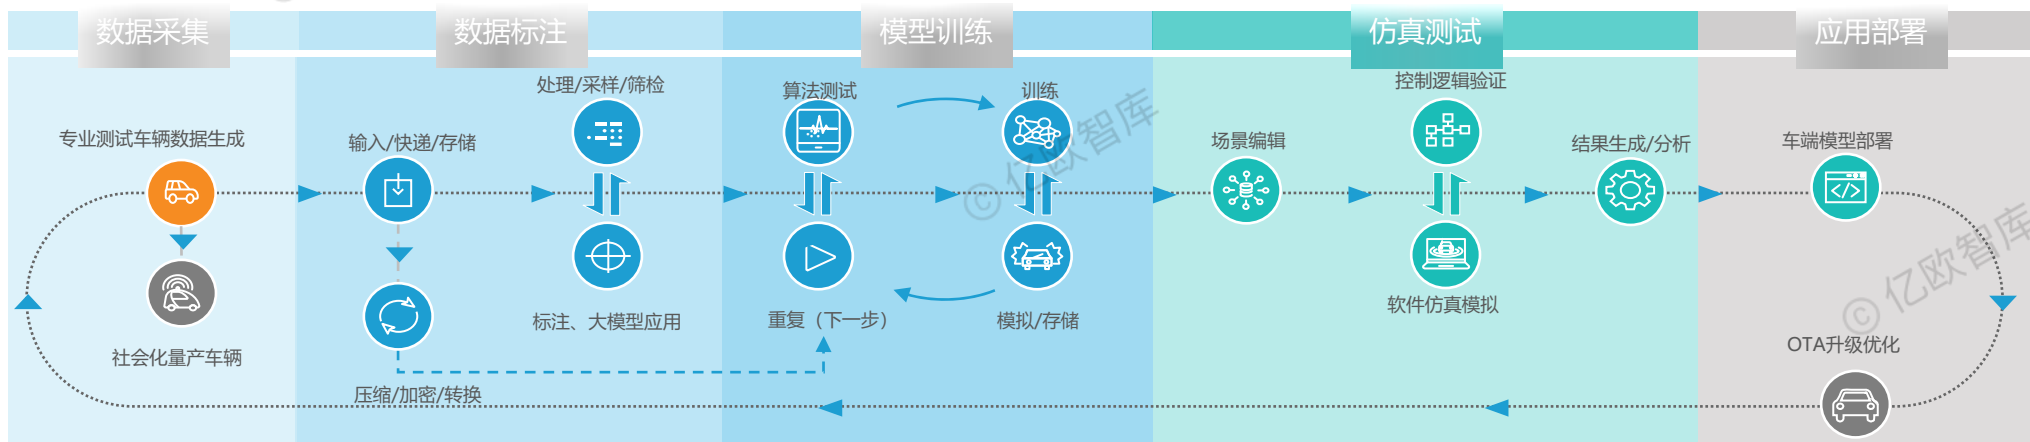 数据采集
数据标注
模型训练
仿真测试
应用部署
专业测试车辆数据生成
社会化量产车辆
输入/快递/存储
压缩/加密/转换
处理/采样/筛检
标注、大模型应用
算法测试
训练
重复（下一步）
模拟/存储
场景编辑
控制逻辑验证
软件仿真模拟
结果生成/分析
车端模型部署
OTA升级优化
© 亿欧智库
© 亿欧智库